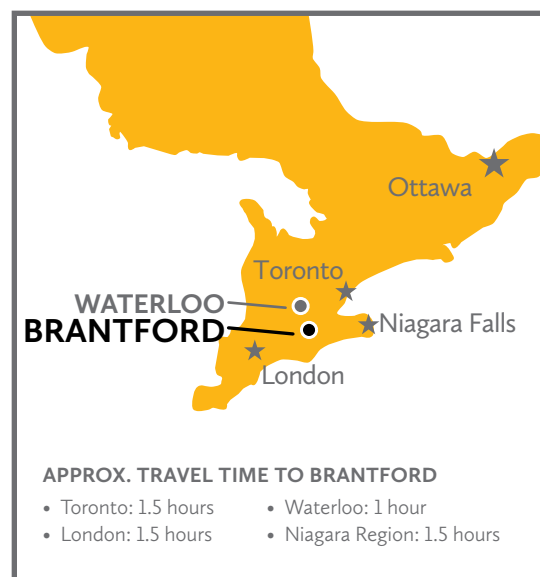 Ottawa
Toronto
WATERLOO
BRANTFORD
Niagara Falls
London
APPROX. TRAVEL TIME TO BRANTFORD
• Toronto: 1.5 hours
• London: 1.5 hours
• Waterloo: 1 hour
• Niagara Region: 1.5 hours